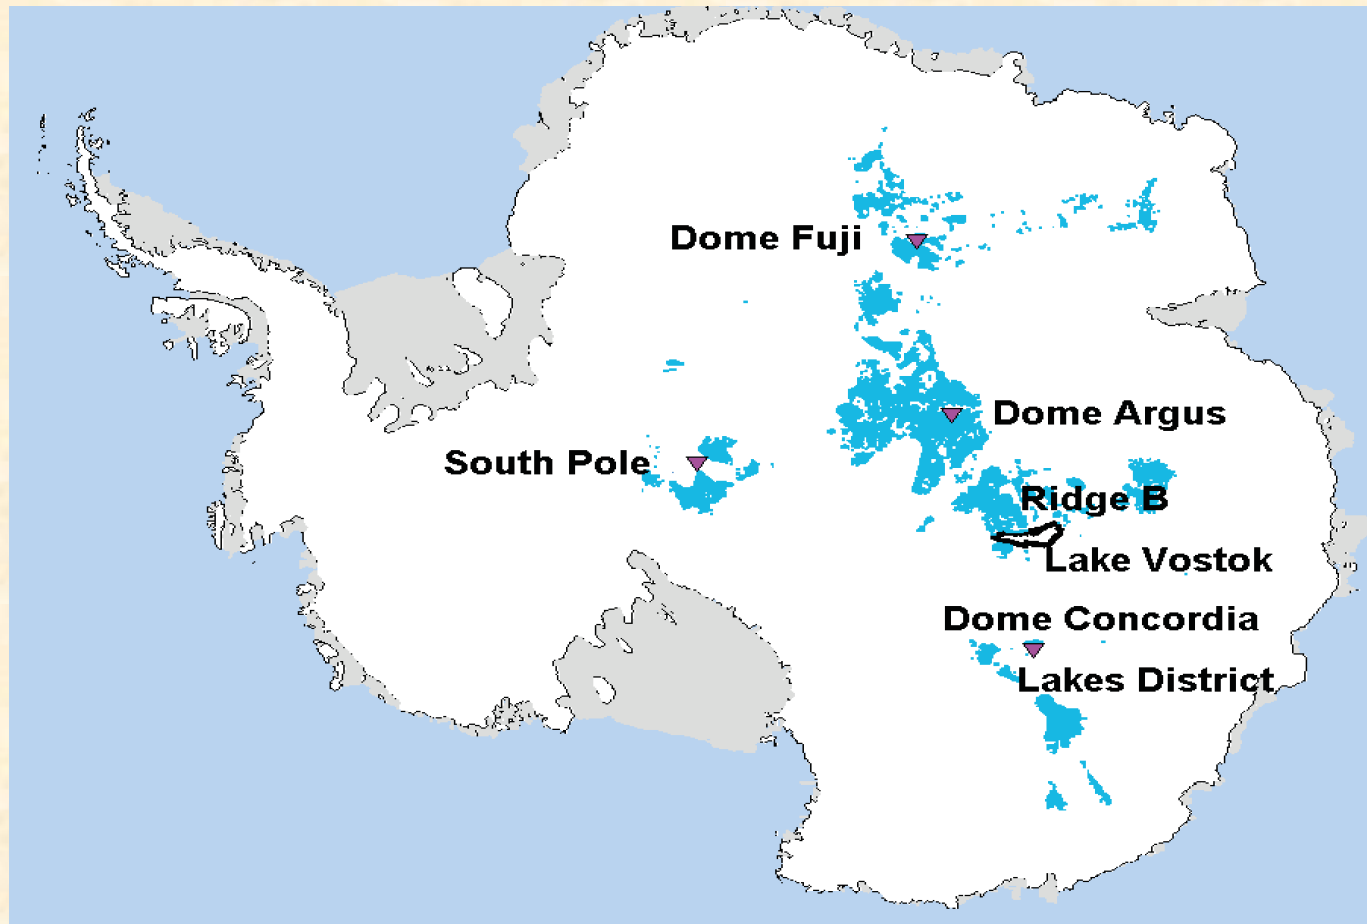 Dome Fuji
Dome Argus
South Pole
Ridge B
Lake Vostok
Dome Concordia
Lakes District